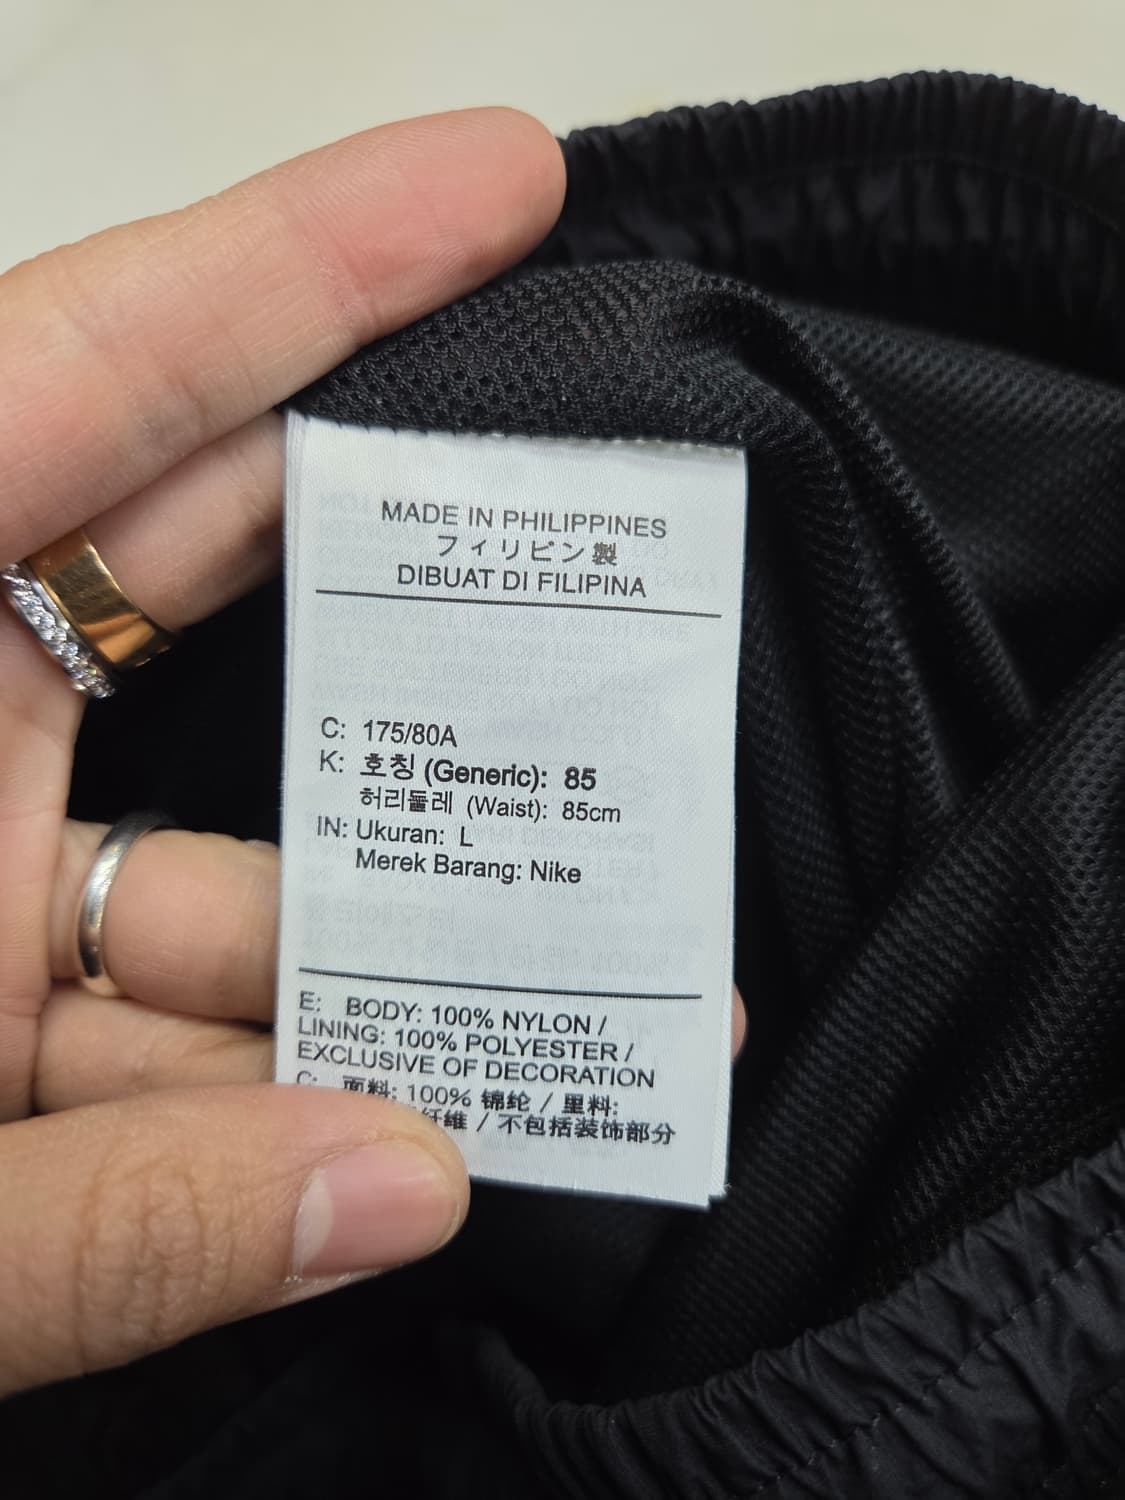 MADE IN PHILIPPINES
フィリピン製
DIBUAT DI FILIPINA
C: 175/80A
K: 호칭 (Generic): 85
허리둘레 (Waist): 85cm
IN: Ukuran: L
Merek Barang: Nike
E: BODY: 100% NYLON /
LINING: 100% POLYESTER /
EXCLUSIVE OF DECORATION
C: 面料: 100% 锦纶 / 里料:
纤维 / 不包括装饰部分